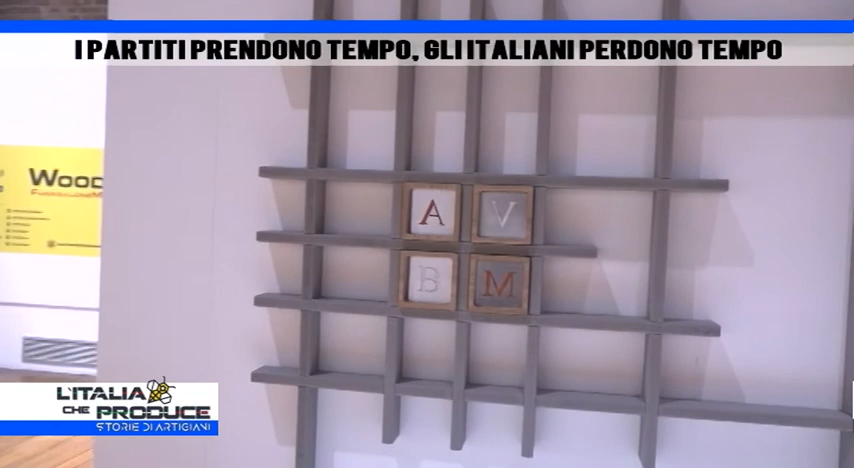 I PARTITI PRENDONO TEMPO, GLI ITALIANI PERDONO TEMPO
WOOD
A V
B M
L'ITALIA
CHE PRODUCE
STORIE DI ARTIGIANI